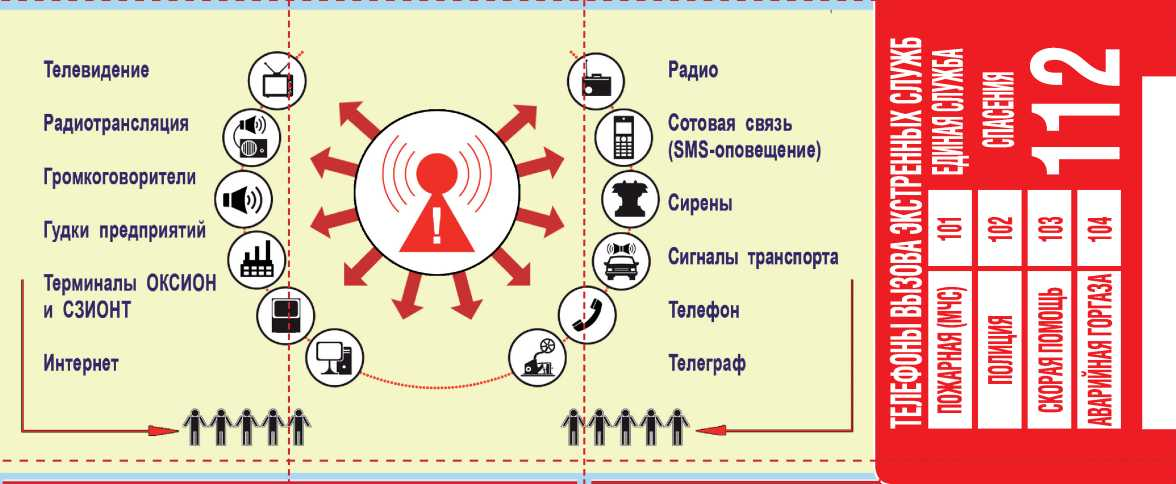 Телевидение
Радиотрансляция
Громкоговорители
Гудки предприятий
Терминалы ОКСИОН
и СЗИОНТ
Интернет
!
Радио
Сотовая связь
(SMS-оповещение)
Сирены
Сигналы транспорта
Телефон
Телеграф
ТЕЛЕФОНЫ ВЫЗОВА ЭКСТРЕННЫХ СЛУЖБ
ПОЖАРНАЯ (МЧС) 101
ПОЛИЦИЯ 102
СКОРАЯ ПОМОЩЬ 103
АВАРИЙНАЯ ГОРГАЗА 104
ЕДИНАЯ СЛУЖБА
СПАСЕНИЯ
112